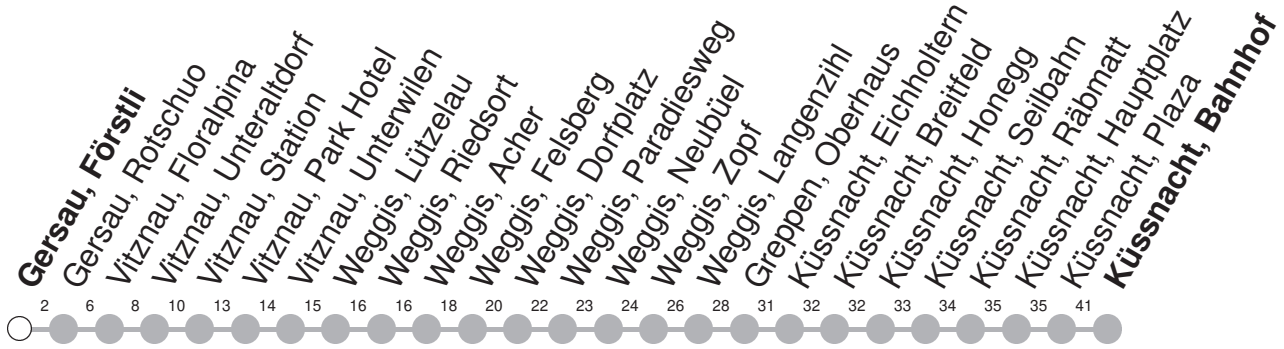 Gersau, Förstli
Gersau, Rotschuo
Vitznau, Floralpina
Vitznau, Unteraltdorf
Vitznau, Station
Vitznau, Park Hotel
Vitznau, Unterwilen
Weggis, Lützelau
Weggis, Riedsort
Weggis, Acher
Weggis, Felsberg
Weggis, Dorfplatz
Weggis, Paradiesweg
Weggis, Neubüel
Weggis, Zopf
Weggis, Langenzihl
Greppen, Oberhaus
Küssnacht, Eichholtern
Küssnacht, Breitfeld
Küssnacht, Honegg
Küssnacht, Seilbahn
Küssnacht, Räbmatt
Küssnacht, Hauptplatz
Küssnacht, Plaza
Küssnacht, Bahnhof
2 6 8 10 13 14 15 16 16 18 20 22 23 24 26 28 31 32 32 33 34 35 35 41